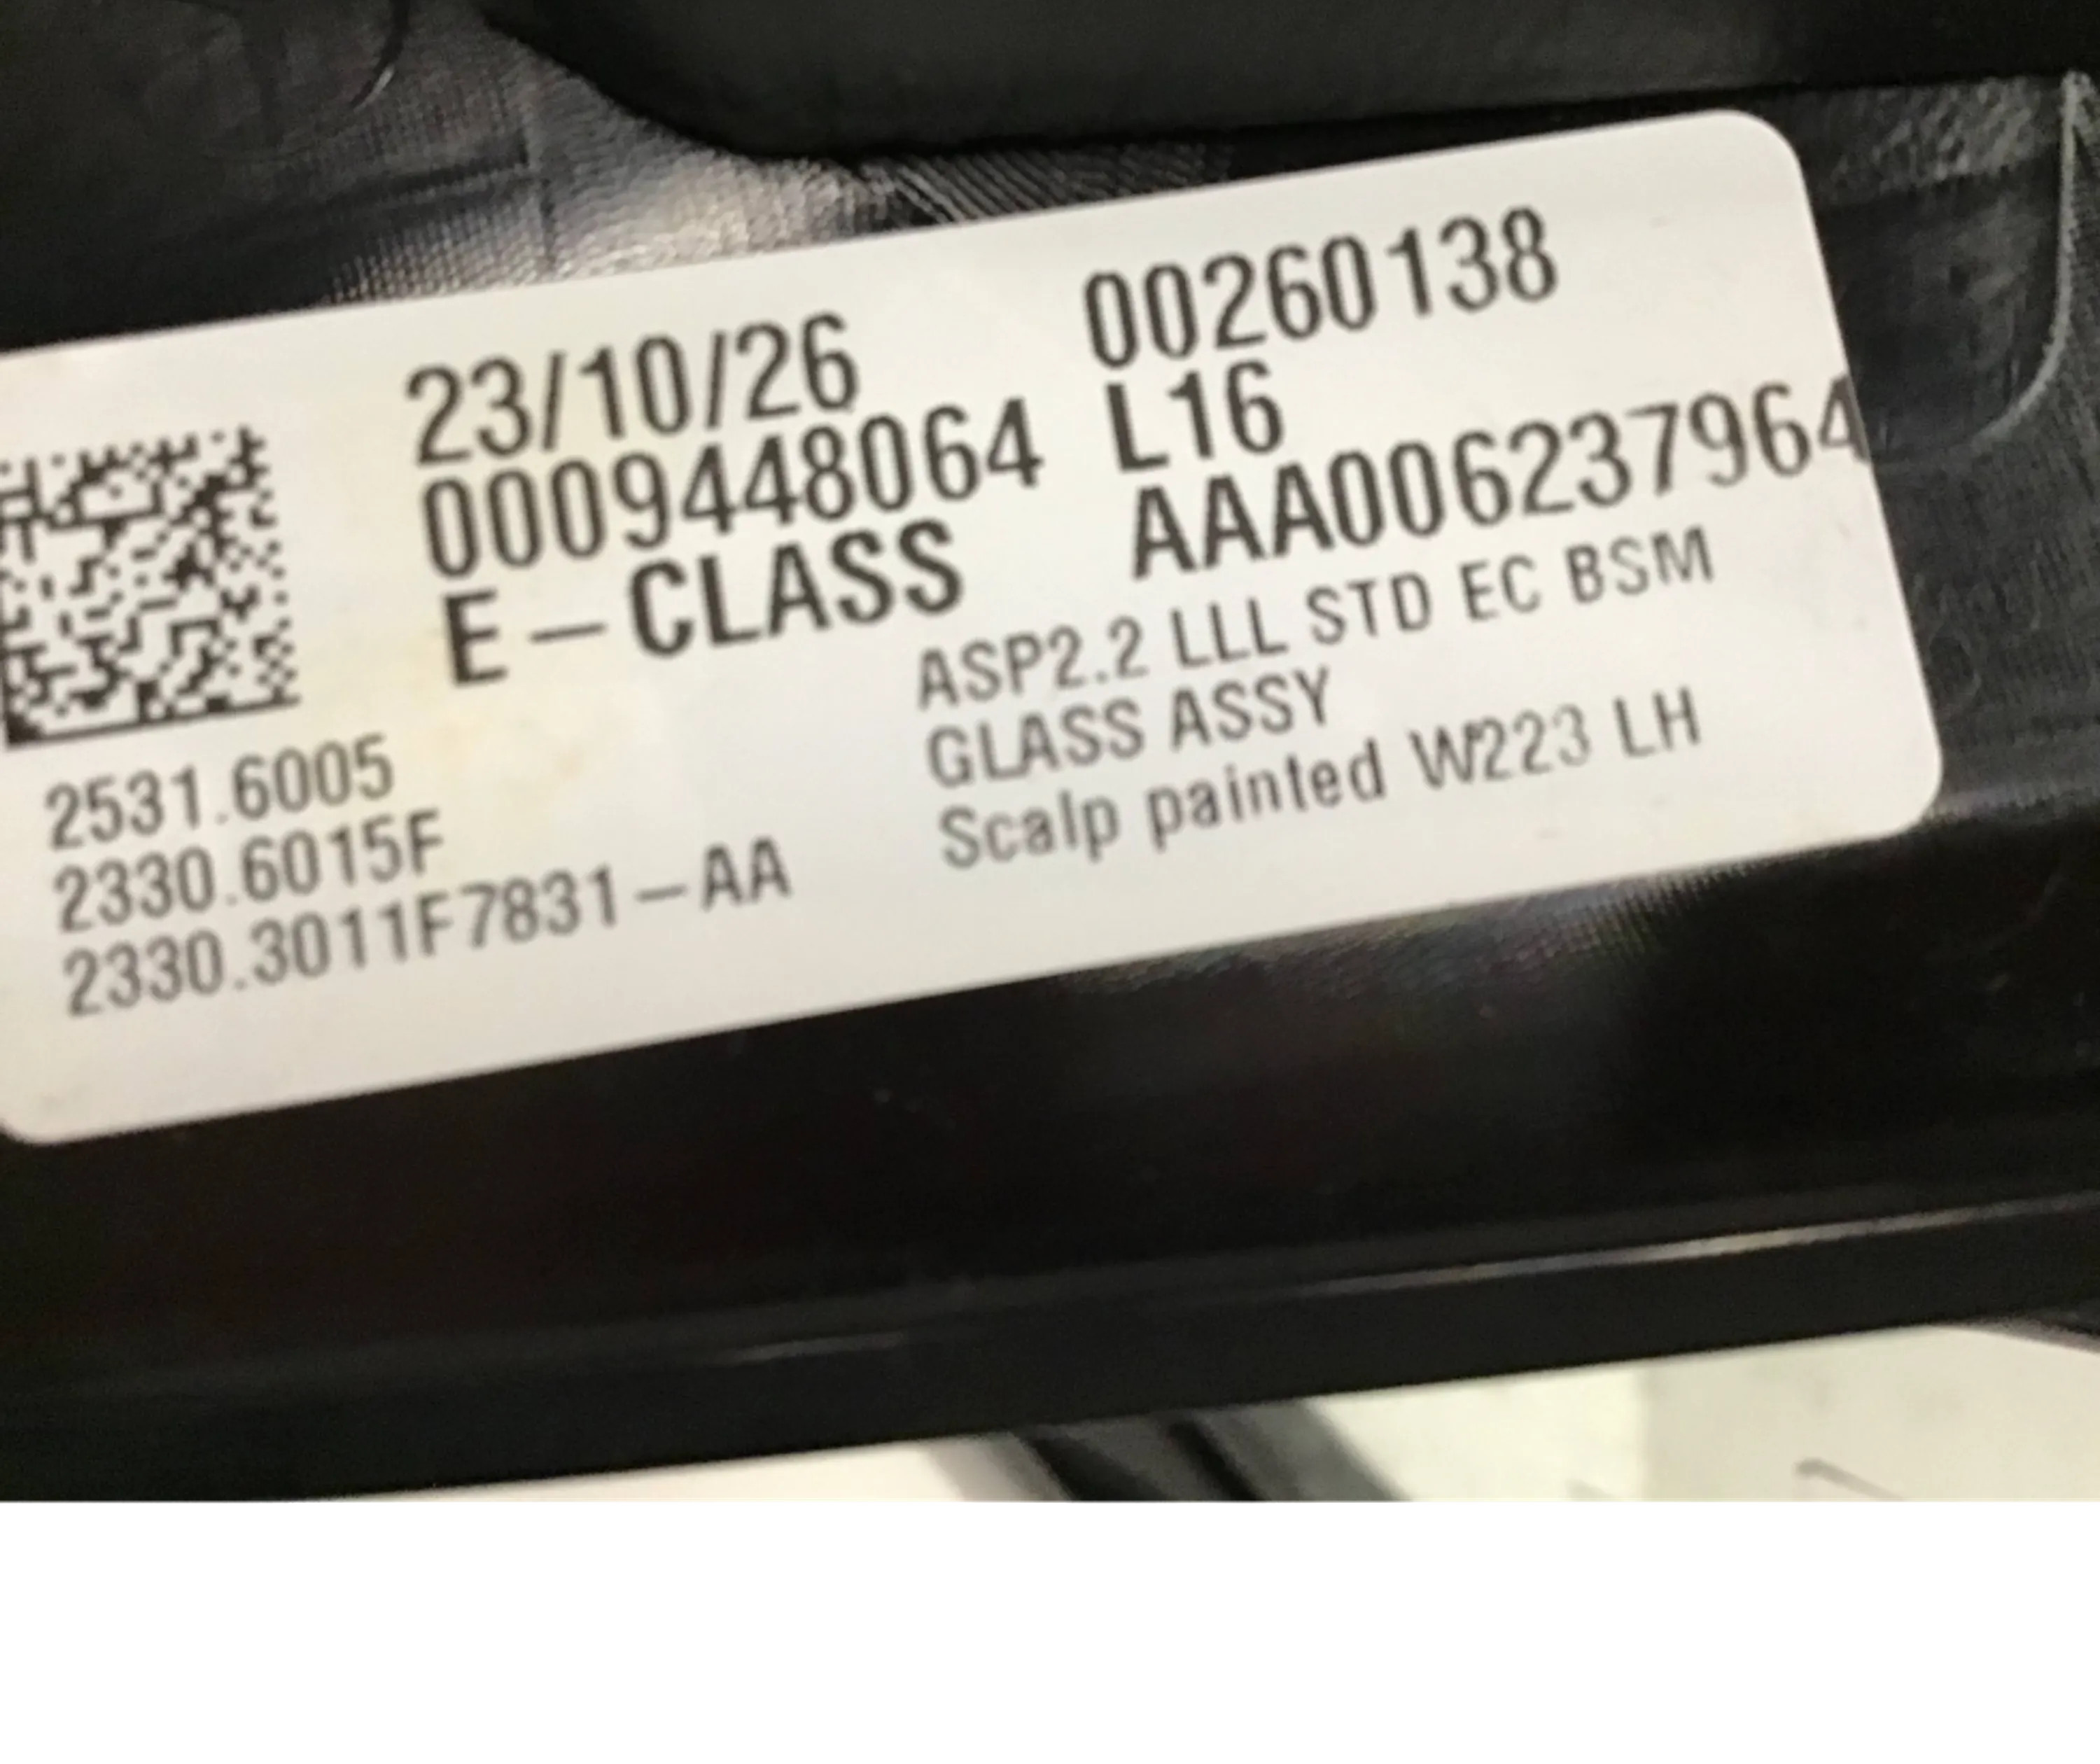 23/10/26 00260138
0009448064 L16
E-CLASS AAA006237964
ASP2.2 LLL STD EC BSM
GLASS ASSY
Scalp painted W223 LH
2531.6005
2330.6015F
2330.3011F7831-AA